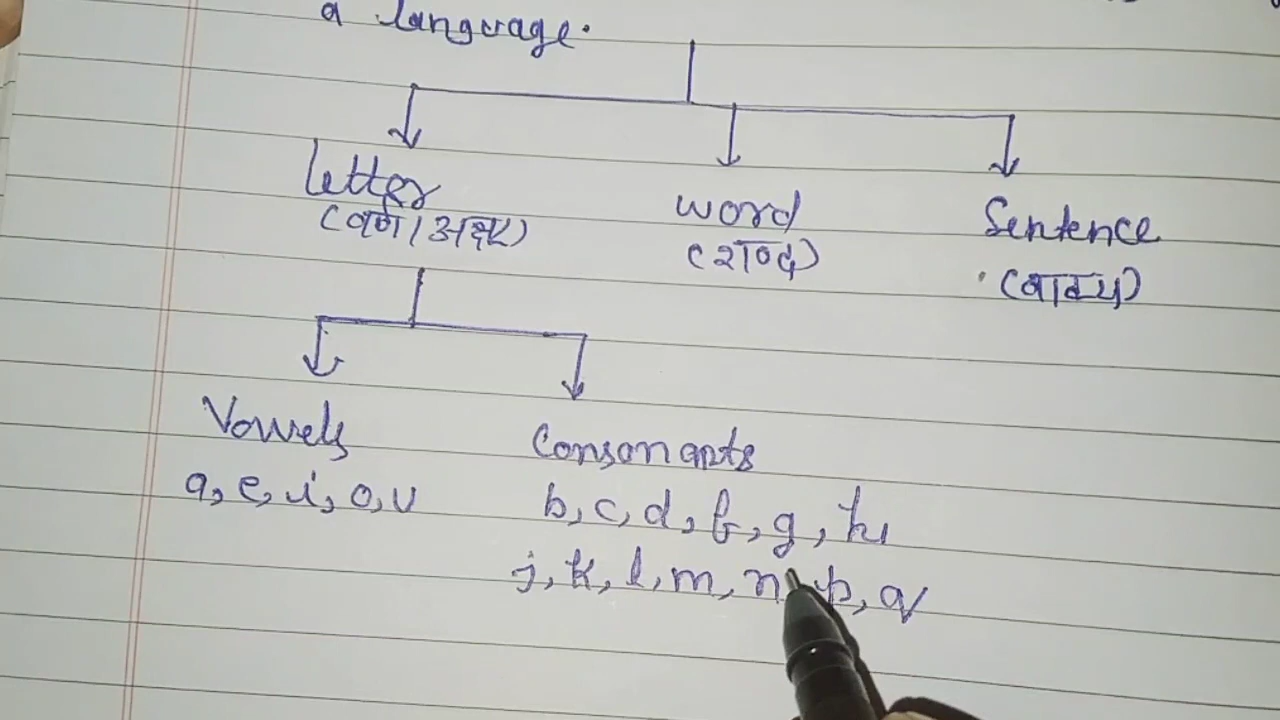 a language.
letter
(वर्ण/अक्षर)
word
(शब्द)
Sentence
(वाक्य)
Vowels
a, e, i, o, u
Consonants
b, c, d, f, g, h
j, k, l, m, n, p, q